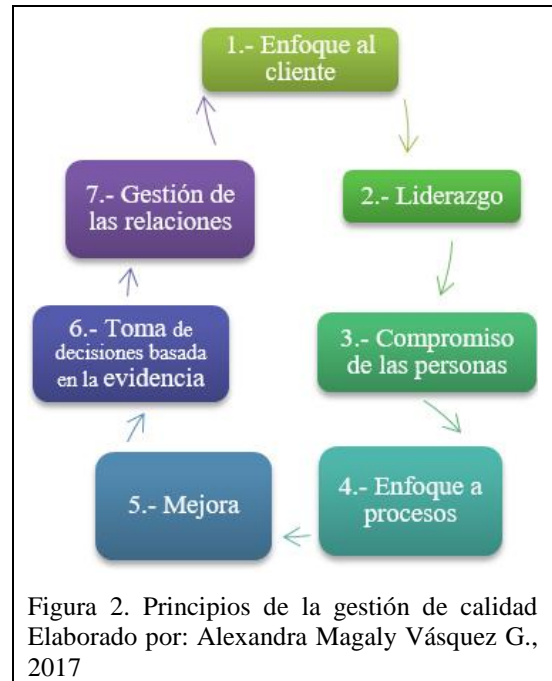 1.- Enfoque al
cliente
2.- Liderazgo
3.- Compromiso
de las personas
4.- Enfoque a
procesos
5.- Mejora
6.- Toma de
decisiones basada
en la evidencia
7.- Gestión de
las relaciones
Figura 2. Principios de la gestión de calidad
Elaborado por: Alexandra Magaly Vásquez G.,
2017